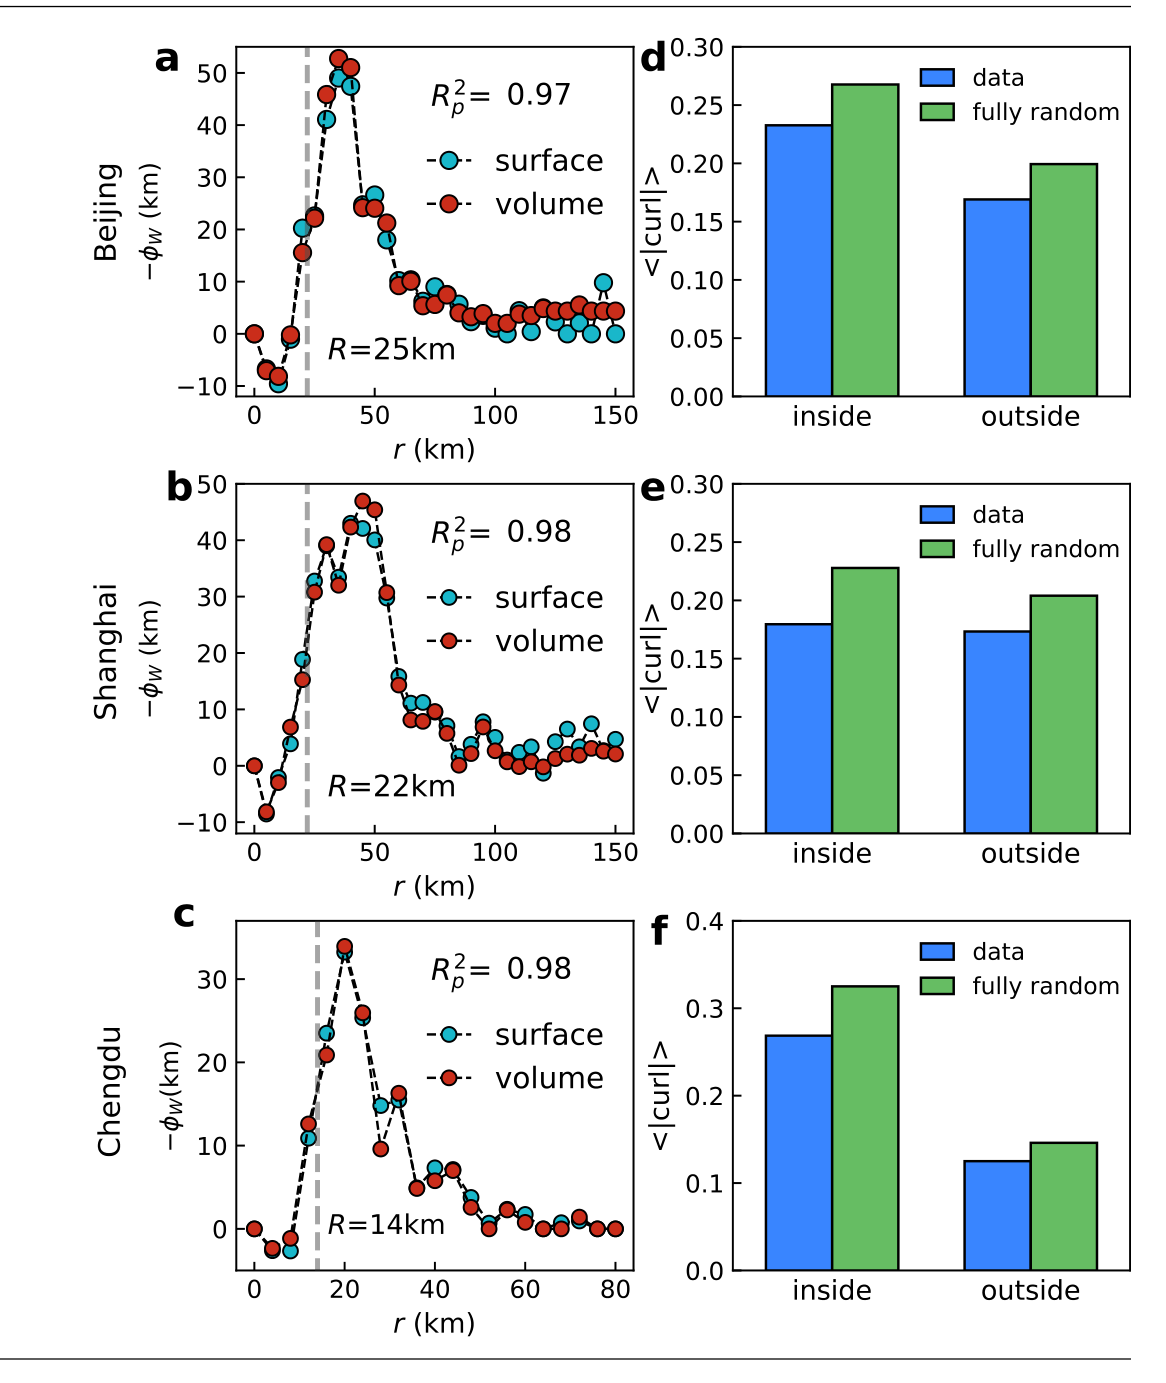 a
Beijing
−ϕW (km)
50
40
30
20
10
0
−10
R²p = 0.97
surface
volume
R=25km
0 50 100 150
r (km)
d
<|curl|>
0.30
0.25
0.20
0.15
0.10
0.05
0.00
data
fully random
inside outside
b
Shanghai
−ϕW (km)
50
40
30
20
10
0
−10
R²p = 0.98
surface
volume
R=22km
0 50 100 150
r (km)
e
<|curl|>
0.30
0.25
0.20
0.15
0.10
0.05
0.00
data
fully random
inside outside
c
Chengdu
−ϕW(km)
30
20
10
0
R²p = 0.98
surface
volume
R=14km
0 20 40 60 80
r (km)
f
<|curl|>
0.4
0.3
0.2
0.1
0.0
data
fully random
inside outside